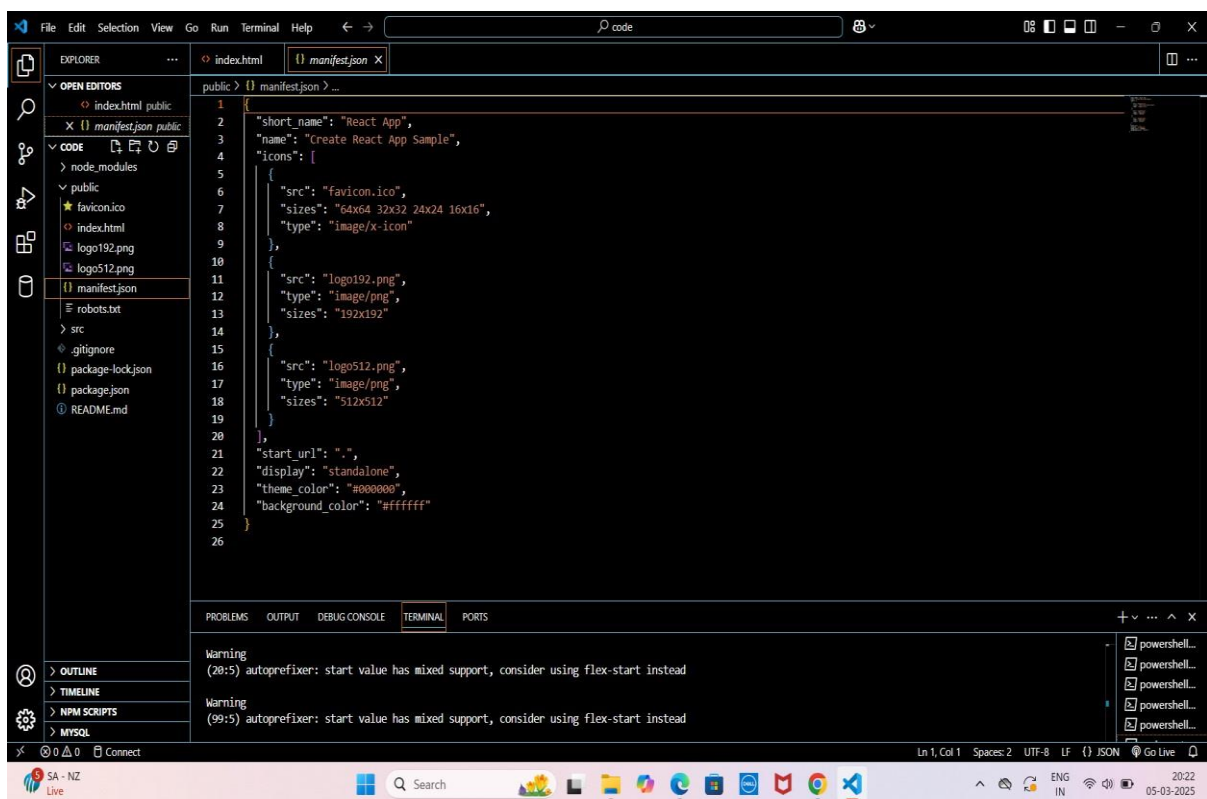 File Edit Selection View Go Run Terminal Help
code
EXPLORER
index.html
{} manifest.json
OPEN EDITORS
index.html public
{} manifest.json public
CODE
node_modules
public
favicon.ico
index.html
logo192.png
logo512.png
{} manifest.json
robots.txt
src
.gitignore
{} package-lock.json
{} package.json
README.md
OUTLINE
TIMELINE
NPM SCRIPTS
MYSQL
public > {} manifest.json > ...
1 {
2 "short_name": "React App",
3 "name": "Create React App Sample",
4 "icons": [
5 {
6 "src": "favicon.ico",
7 "sizes": "64x64 32x32 24x24 16x16",
8 "type": "image/x-icon"
9 },
10 {
11 "src": "logo192.png",
12 "type": "image/png",
13 "sizes": "192x192"
14 },
15 {
16 "src": "logo512.png",
17 "type": "image/png",
18 "sizes": "512x512"
19 }
20 ],
21 "start_url": ".",
22 "display": "standalone",
23 "theme_color": "#000000",
24 "background_color": "#ffffff"
25 }
26
PROBLEMS OUTPUT DEBUG CONSOLE TERMINAL PORTS
Warning
(20:5) autoprefixer: start value has mixed support, consider using flex-start instead
Warning
(99:5) autoprefixer: start value has mixed support, consider using flex-start instead
powershell...
powershell...
powershell...
powershell...
powershell...
0 0 Connect
Ln 1, Col 1 Spaces: 2 UTF-8 LF {} JSON Go Live
5
SA - NZ
Live
Search
DELL
ENG
IN
20:22
05-03-2025